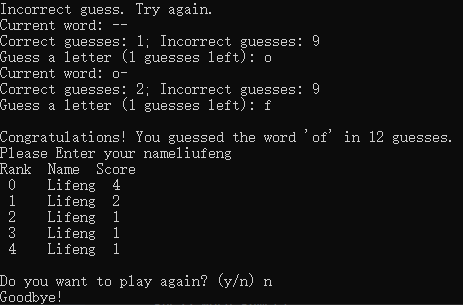 Incorrect guess. Try again.
Current word: --
Correct guesses: 1; Incorrect guesses: 9
Guess a letter (1 guesses left): o
Current word: o-
Correct guesses: 2; Incorrect guesses: 9
Guess a letter (1 guesses left): f
Congratulations! You guessed the word 'of' in 12 guesses.
Please Enter your nameliufeng
Rank  Name  Score
0    Lifeng  4
1    Lifeng  2
2    Lifeng  1
3    Lifeng  1
4    Lifeng  1
Do you want to play again? (y/n) n
Goodbye!